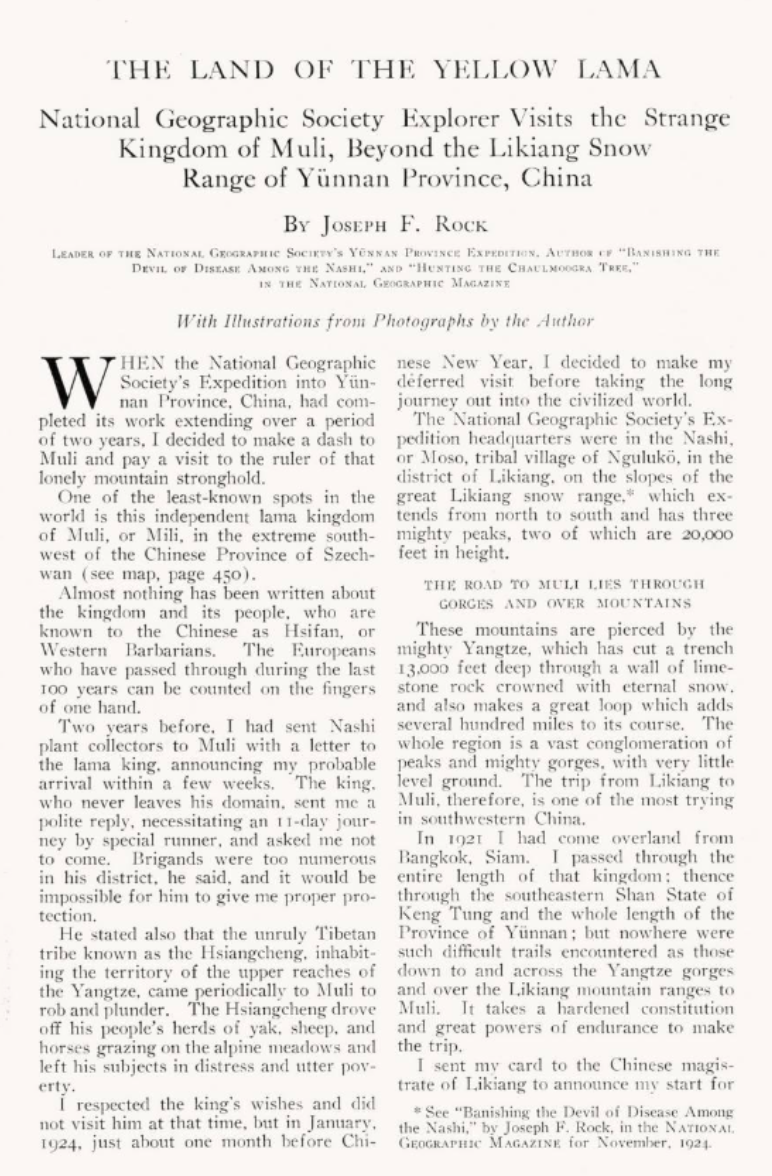 THE LAND OF THE YELLOW LAMA
National Geographic Society Explorer Visits the Strange
Kingdom of Muli, Beyond the Likiang Snow
Range of Yünnan Province, China
By Joseph F. Rock
Leader of the National Geographic Society's Yünnan Province Expedition, Author of "Banishing the
Devil of Disease Among the Nashi," and "Hunting the Chaulmoogra Tree,"
in the National Geographic Magazine
With Illustrations from Photographs by the Author
WHEN the National Geographic
Society's Expedition into Yün-
nan Province, China, had com-
pleted its work extending over a period
of two years, I decided to make a dash to
Muli and pay a visit to the ruler of that
lonely mountain stronghold.
One of the least-known spots in the
world is this independent lama kingdom
of Muli, or Mili, in the extreme south-
west of the Chinese Province of Szech-
wan (see map, page 450).
Almost nothing has been written about
the kingdom and its people, who are
known to the Chinese as Hsifan, or
Western Barbarians. The Europeans
who have passed through during the last
100 years can be counted on the fingers
of one hand.
Two years before, I had sent Nashi
plant collectors to Muli with a letter to
the lama king, announcing my probable
arrival within a few weeks. The king,
who never leaves his domain, sent me a
polite reply, necessitating an 11-day jour-
ney by special runner, and asked me not
to come. Brigands were too numerous
in his district, he said, and it would be
impossible for him to give me proper pro-
tection.
He stated also that the unruly Tibetan
tribe known as the Hsiangcheng, inhabit-
ing the territory of the upper reaches of
the Yangtze, came periodically to Muli to
rob and plunder. The Hsiangcheng drove
off his people's herds of yak, sheep, and
horses grazing on the alpine meadows and
left his subjects in distress and utter pov-
erty.
I respected the king's wishes and did
not visit him at that time, but in January,
1924, just about one month before Chi-
nese New Year, I decided to make my
deferred visit before taking the long
journey out into the civilized world.
The National Geographic Society's Ex-
pedition headquarters were in the Nashi,
or Moso, tribal village of Ngulukö, in the
district of Likiang, on the slopes of the
great Likiang snow range,* which ex-
tends from north to south and has three
mighty peaks, two of which are 20,000
feet in height.
THE ROAD TO MULI LIES THROUGH
GORGES AND OVER MOUNTAINS
These mountains are pierced by the
mighty Yangtze, which has cut a trench
13,000 feet deep through a wall of lime-
stone rock crowned with eternal snow,
and also makes a great loop which adds
several hundred miles to its course. The
whole region is a vast conglomeration of
peaks and mighty gorges, with very little
level ground. The trip from Likiang to
Muli, therefore, is one of the most trying
in southwestern China.
In 1921 I had come overland from
Bangkok, Siam. I passed through the
entire length of that kingdom; thence
through the southeastern Shan State of
Keng Tung and the whole length of the
Province of Yünnan; but nowhere were
such difficult trails encountered as those
down to and across the Yangtze gorges
and over the Likiang mountain ranges to
Muli. It takes a hardened constitution
and great powers of endurance to make
the trip.
I sent my card to the Chinese magis-
trate of Likiang to announce my start for
* See "Banishing the Devil of Disease Among
the Nashi," by Joseph F. Rock, in the National
Geographic Magazine for November, 1924.